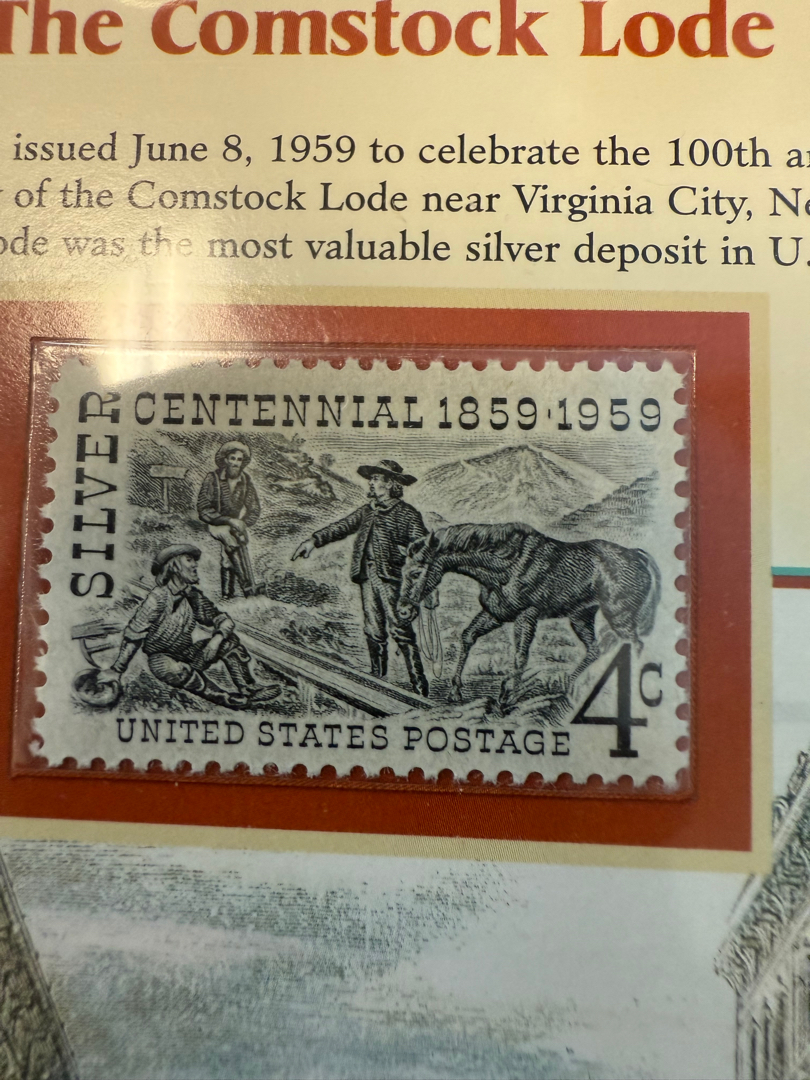 The Comstock Lode
issued June 8, 1959 to celebrate the 100th
of the Comstock Lode near Virginia City,
was the most valuable silver deposit in U.
SILVER
CENTENNIAL 1859·1959
4c
UNITED STATES POSTAGE